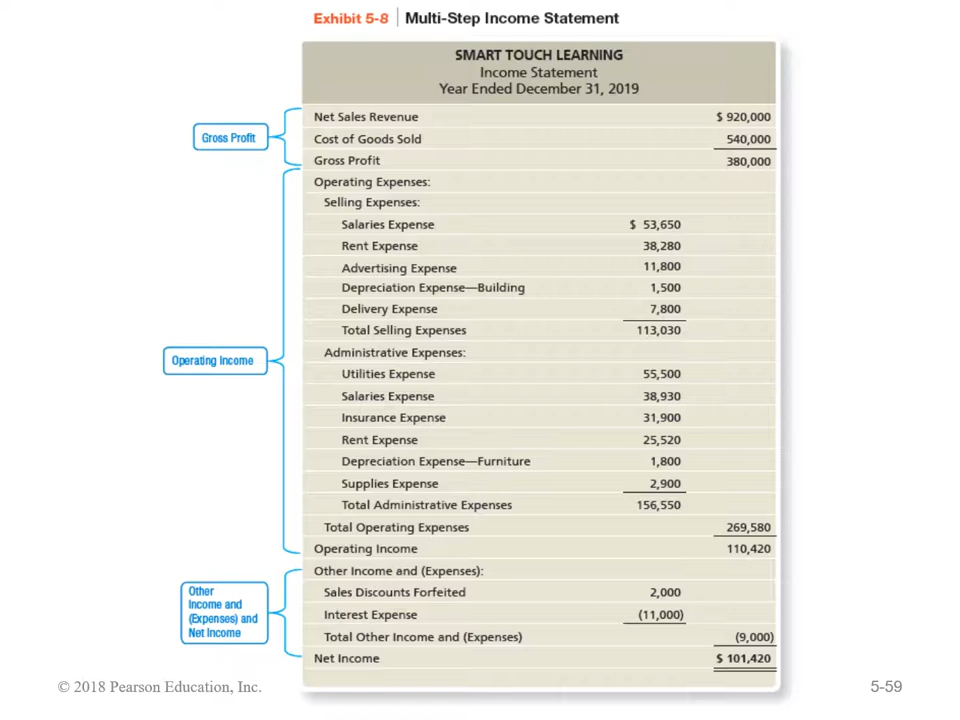 Exhibit 5-8 | Multi-Step Income Statement
SMART TOUCH LEARNING
Income Statement
Year Ended December 31, 2019
Gross Profit
Net Sales Revenue $ 920,000
Cost of Goods Sold 540,000
Gross Profit 380,000
Operating Income
Operating Expenses:
Selling Expenses:
Salaries Expense $ 53,650
Rent Expense 38,280
Advertising Expense 11,800
Depreciation Expense—Building 1,500
Delivery Expense 7,800
Total Selling Expenses 113,030
Administrative Expenses:
Utilities Expense 55,500
Salaries Expense 38,930
Insurance Expense 31,900
Rent Expense 25,520
Depreciation Expense—Furniture 1,800
Supplies Expense 2,900
Total Administrative Expenses 156,550
Total Operating Expenses 269,580
Operating Income 110,420
Other
Income and
(Expenses) and
Net Income
Other Income and (Expenses):
Sales Discounts Forfeited 2,000
Interest Expense (11,000)
Total Other Income and (Expenses) (9,000)
Net Income $ 101,420
© 2018 Pearson Education, Inc.
5-59